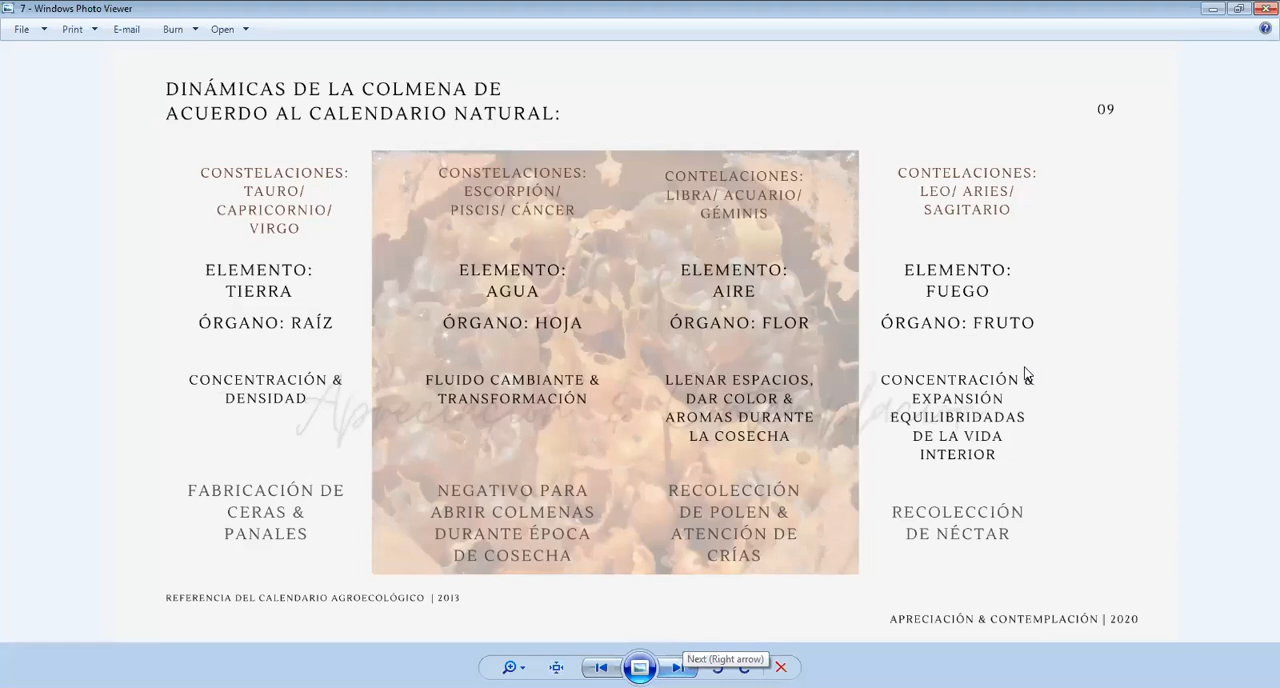 7 - Windows Photo Viewer
File
Print
E-mail
Burn
Open
DINÁMICAS DE LA COLMENA DE
ACUERDO AL CALENDARIO NATURAL:
09
CONSTELACIONES:
TAURO/
CAPRICORNIO/
VIRGO
ELEMENTO:
TIERRA
ÓRGANO: RAÍZ
CONCENTRACIÓN &
DENSIDAD
FABRICACIÓN DE
CERAS &
PANALES
CONSTELACIONES:
ESCORPIÓN/
PISCIS/ CÁNCER
ELEMENTO:
AGUA
ÓRGANO: HOJA
FLUIDO CAMBIANTE &
TRANSFORMACIÓN
NEGATIVO PARA
ABRIR COLMENAS
DURANTE ÉPOCA
DE COSECHA
CONTELACIONES:
LIBRA/ ACUARIO/
GÉMINIS
ELEMENTO:
AIRE
ÓRGANO: FLOR
LLENAR ESPACIOS,
DAR COLOR &
AROMAS DURANTE
LA COSECHA
RECOLECCIÓN
DE POLEN &
ATENCIÓN DE
CRÍAS
CONTELACIONES:
LEO/ ARIES/
SAGITARIO
ELEMENTO:
FUEGO
ÓRGANO: FRUTO
CONCENTRACIÓN &
EXPANSIÓN
EQUILIBRIDADAS
DE LA VIDA
INTERIOR
RECOLECCIÓN
DE NÉCTAR
REFERENCIA DEL CALENDARIO AGROECOLÓGICO | 2013
APRECIACIÓN & CONTEMPLACIÓN | 2020
Next (Right arrow)